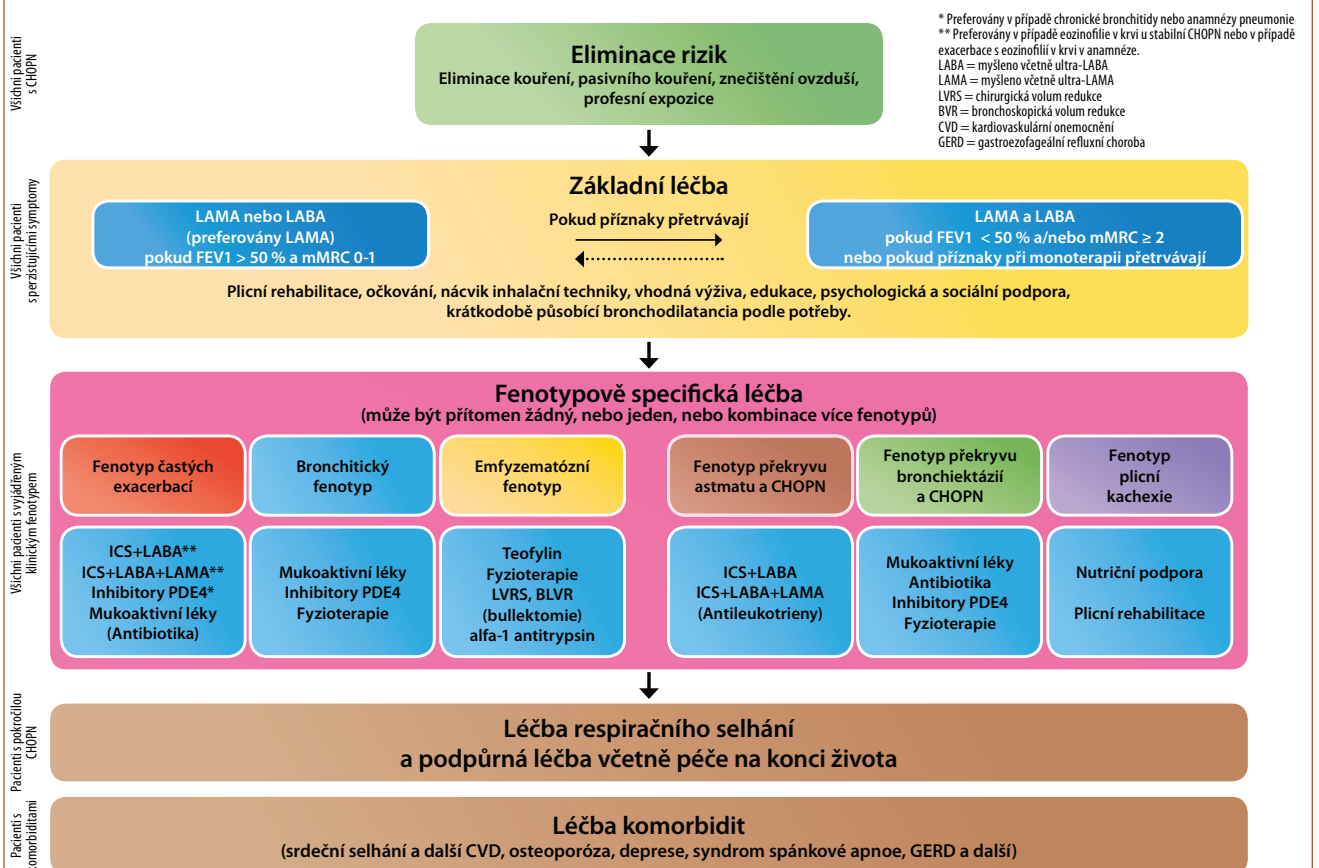 * Preferovány v případě chronické bronchitidy nebo anamnézy pneumonie
** Preferovány v případě eozinofilie v krvi u stabilní CHOPN nebo v případě
exacerbace s eozinofilií v krvi v anamnéze.
LABA = myšleno včetně ultra-LABA
LAMA = myšleno včetně ultra-LAMA
LVRS = chirurgická volum redukce
BVR = bronchoskopická volum redukce
CVD = kardiovaskulární onemocnění
GERD = gastroezofageální refluxní choroba
Všichni pacienti
s CHOPN
Eliminace rizik
Eliminace kouření, pasivního kouření, znečištění ovzduší,
profesní expozice
Všichni pacienti
s perzistujícími symptomy
Základní léčba
LAMA nebo LABA
(preferovány LAMA)
pokud FEV1 > 50 % a mMRC 0-1
Pokud příznaky přetrvávají
LAMA a LABA
pokud FEV1 < 50 % a/nebo mMRC ≥ 2
nebo pokud příznaky při monoterapii přetrvávají
Plicní rehabilitace, očkování, nácvik inhalační techniky, vhodná výživa, edukace, psychologická a sociální podpora,
krátkodobě působící bronchodilatancia podle potřeby.
Všichni pacienti s vyjádřeným
klinickým fenotypem
Fenotypově specifická léčba
(může být přítomen žádný, nebo jeden, nebo kombinace více fenotypů)
Fenotyp častých
exacerbací
Bronchitický
fenotyp
Emfyzematózní
fenotyp
Fenotyp překryvu
astmatu a CHOPN
Fenotyp překryvu
bronchiektázií
a CHOPN
Fenotyp
plicní
kachexie
ICS+LABA**
ICS+LABA+LAMA**
Inhibitory PDE4*
Mukoaktivní léky
(Antibiotika)
Mukoaktivní léky
Inhibitory PDE4
Fyzioterapie
Teofylin
Fyzioterapie
LVRS, BLVR
(bullektomie)
alfa-1 antitrypsin
ICS+LABA
ICS+LABA+LAMA
(Antileukotrieny)
Mukoaktivní léky
Antibiotika
Inhibitory PDE4
Fyzioterapie
Nutriční podpora
Plicní rehabilitace
Pacienti s pokročilou
CHOPN
Léčba respiračního selhání
a podpůrná léčba včetně péče na konci života
Pacienti s
komorbiditami
Léčba komorbidit
(srdeční selhání a další CVD, osteoporóza, deprese, syndrom spánkové apnoe, GERD a další)